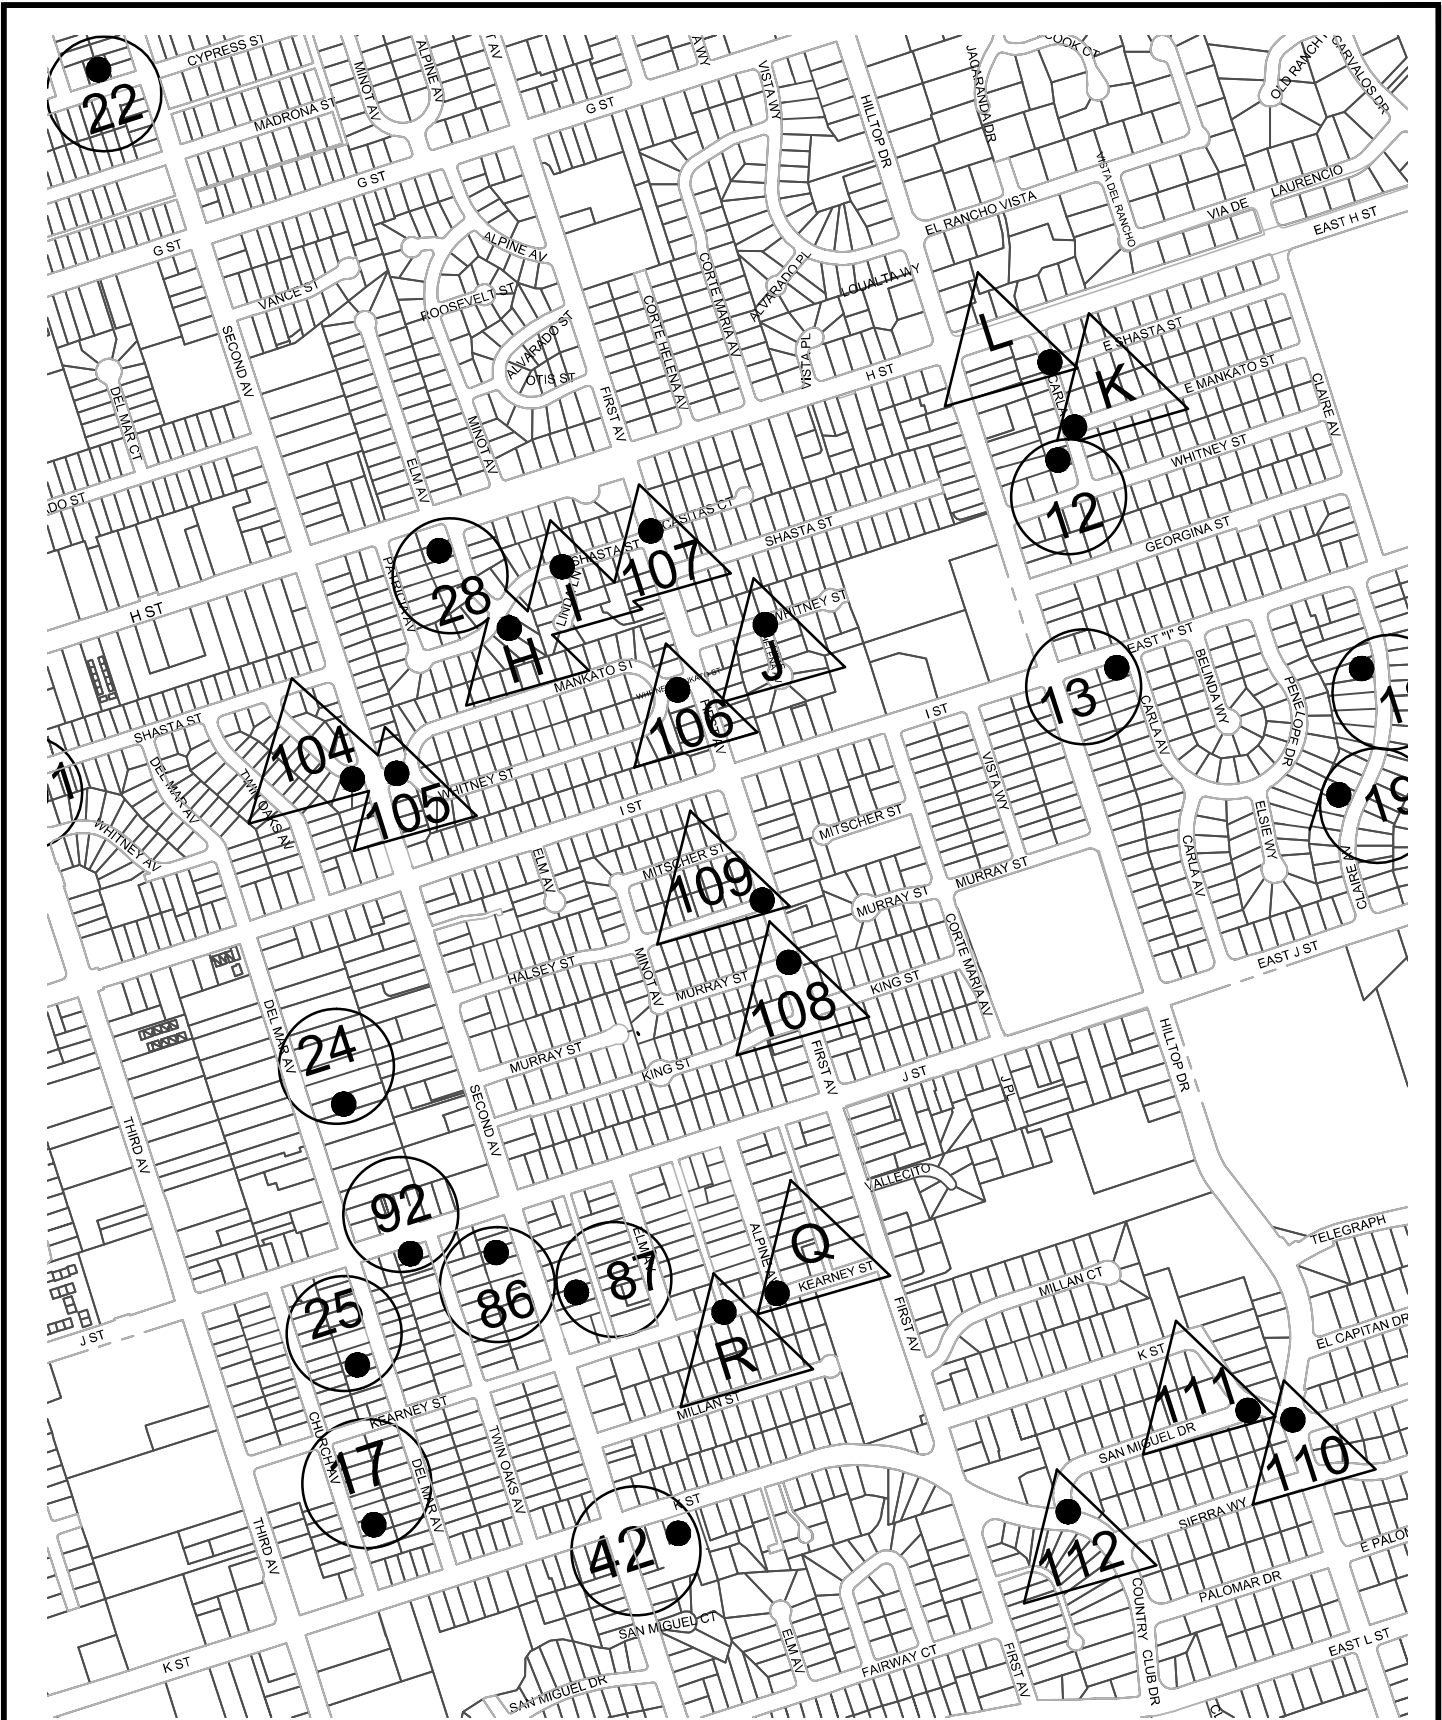 CYPRESS ST
MINOT AV
ALPINE AV
VISTA WY
HILLTOP DR
JACARANDA DR
OLD RANCH
CARVALOS DR
22
MADRONA ST
G ST
G ST
G ST
VISTA DEL RANCHO
EL RANCHO VISTA
VIA DE
LAURENCIO
EAST H ST
ALPINE AV
VANCE ST
ROOSEVELT ST
ALVARADO ST
OTIS ST
SECOND AV
CORTE HELENA AV
CORTE MARIA AV
ALVARADO PL
LOUALTA WY
VISTA PL
H ST
FIRST AV
L
E SHASTA ST
CARLA
K
E MANKATO ST
CLAIRE AV
DEL MAR CT
MINOT AV
ELM AV
WHITNEY ST
12
GEORGINA ST
CASITAS CT
SHASTA ST
SHASTA ST
107
PATRICIA AV
28
I
H ST
H
WHITNEY ST
J
MANKATO ST
EAST "I" ST
13
BELINDA WY
PENELOPE DR
CARLA AV
106
I ST
SHASTA ST
104
105
DEL MAR AV
TWIN OAKS AV
WHITNEY ST
WHITNEY AV
1
I ST
VISTA WY
MITSCHER ST
ELSIE WY
CARLA AV
CLAIRE AV
19
ELM AV
MITSCHER ST
109
MURRAY ST
MURRAY ST
EAST J ST
HALSEY ST
MINOT AV
MURRAY ST
108
KING ST
CORTE MARIA AV
DEL MAR AV
24
MURRAY ST
KING ST
FIRST AV
J ST
J PL
HILLTOP DR
SECOND AV
THIRD AV
VALLECITO
92
ALPINE AV
Q
TELEGRAPH
86
87
KEARNEY ST
MILLAN CT
25
J ST
R
FIRST AV
K ST
EL CAPITAN DR
MILLAN ST
111
KEARNEY ST
CHURCH AV
17
DEL MAR AV
TWIN OAKS AV
SAN MIGUEL DR
110
K ST
42
SIERRA WY
112
THIRD AV
PALOMAR DR
COUNTRY CLUB DR
SAN MIGUEL CT
ELM AV
EAST L ST
K ST
FAIRWAY CT
FIRST AV
SAN MIGUEL DR